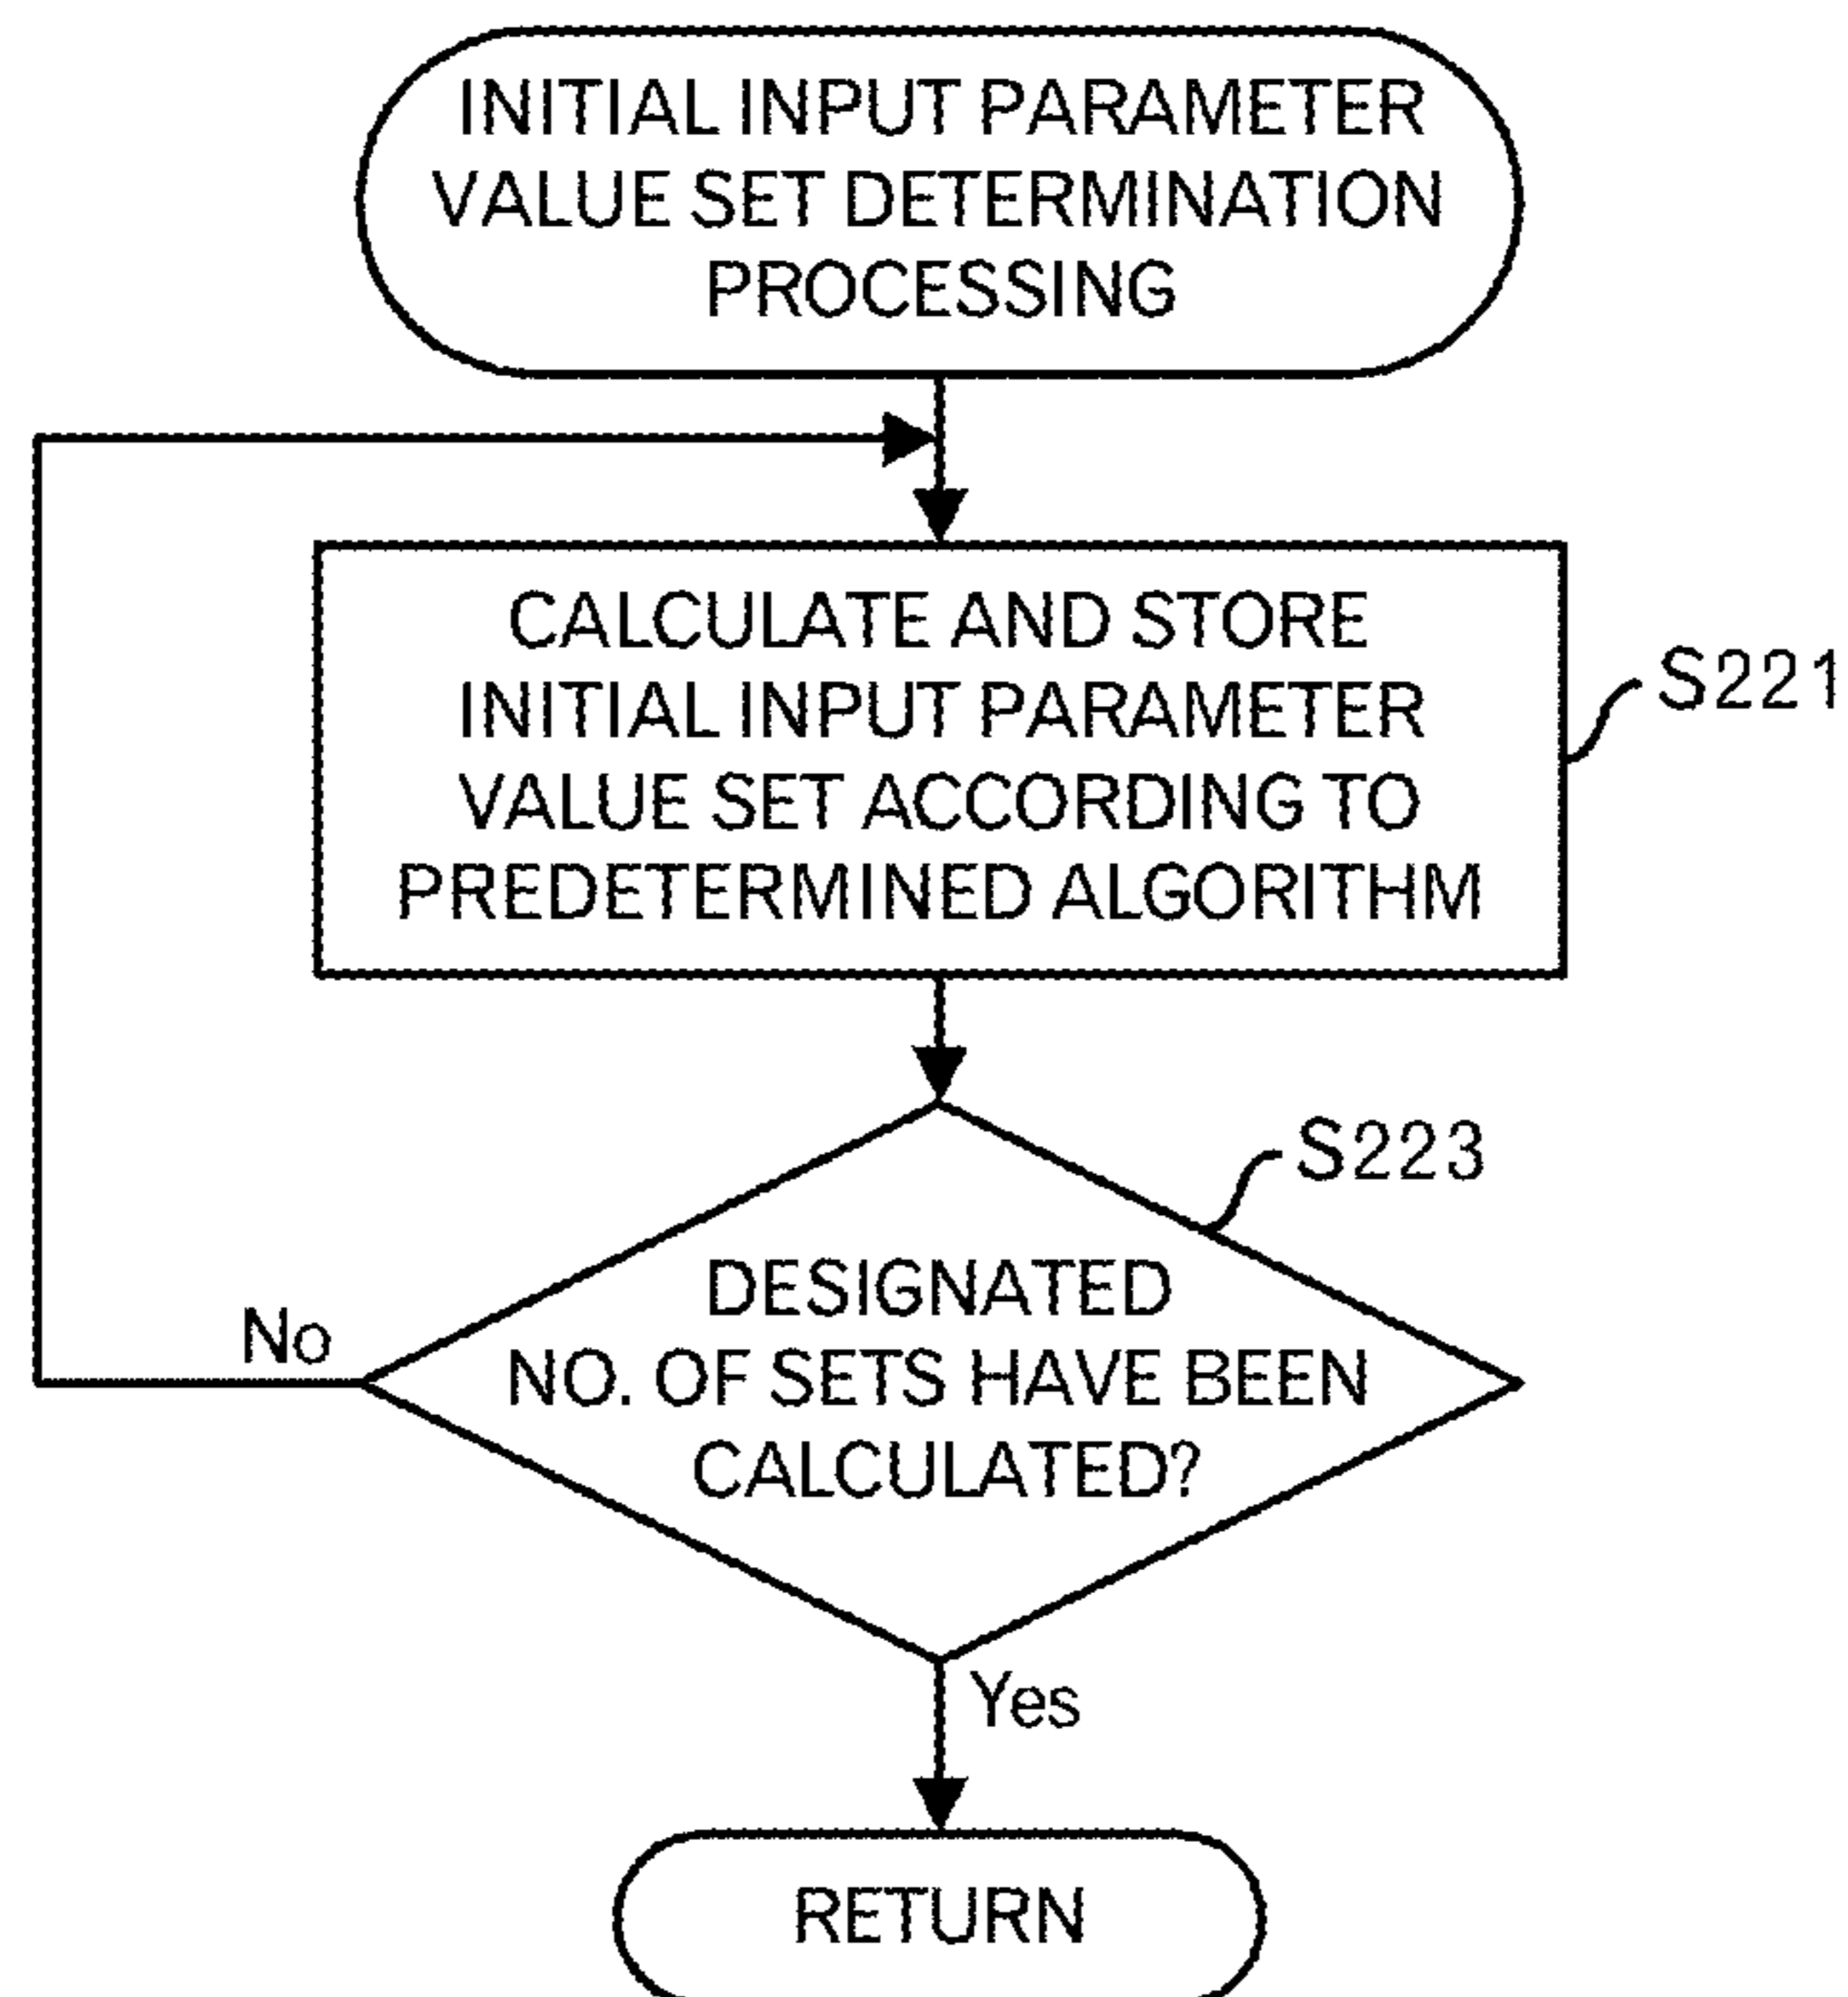 INITIAL INPUT PARAMETER
VALUE SET DETERMINATION
PROCESSING
CALCULATE AND STORE
INITIAL INPUT PARAMETER
VALUE SET ACCORDING TO
PREDETERMINED ALGORITHM
S221
S223
DESIGNATED
NO. OF SETS HAVE BEEN
CALCULATED?
No
Yes
RETURN